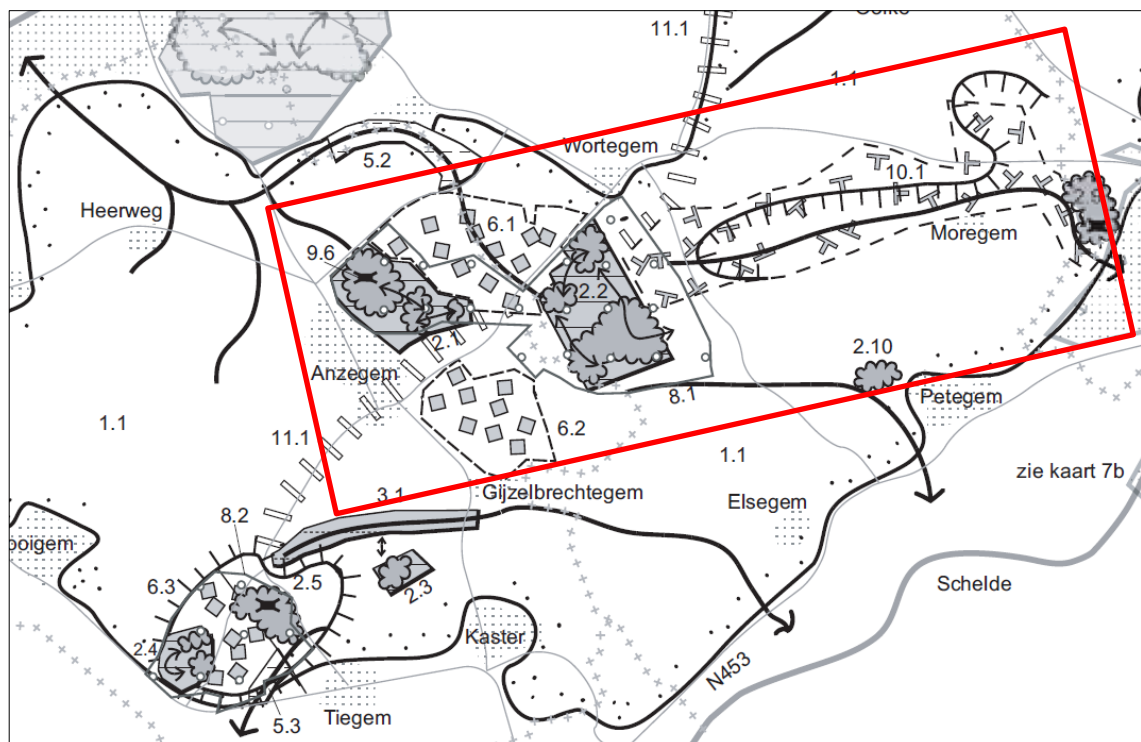 11.1
1.1
Wortegem
5.2
10.1
Heerweg
6.1
Moregem
9.6
2.2
2.1
Anzegem
2.10
8.1
Petegem
1.1
11.1
6.2
1.1
zie kaart 7b
Gijzelbrechtegem
3.1
Elsegem
8.2
ooigem
6.3
2.5
2.3
Schelde
2.4
Kaster
N453
5.3
Tiegem